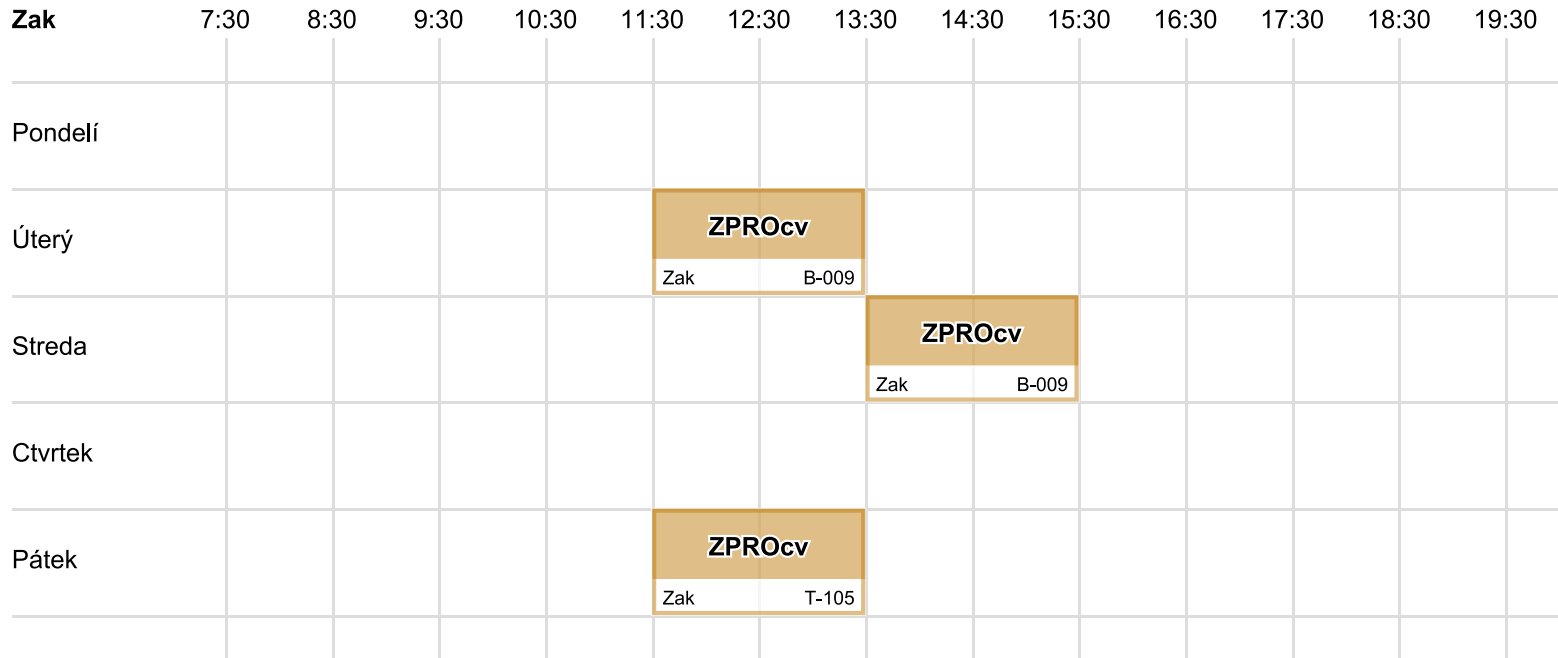 Zak 7:30 8:30 9:30 10:30 11:30 12:30 13:30 14:30 15:30 16:30 17:30 18:30 19:30
Pondelí
Úterý
ZPROcv
Zak B-009
Streda
ZPROcv
Zak B-009
Ctvrtek
Pátek
ZPROcv
Zak T-105